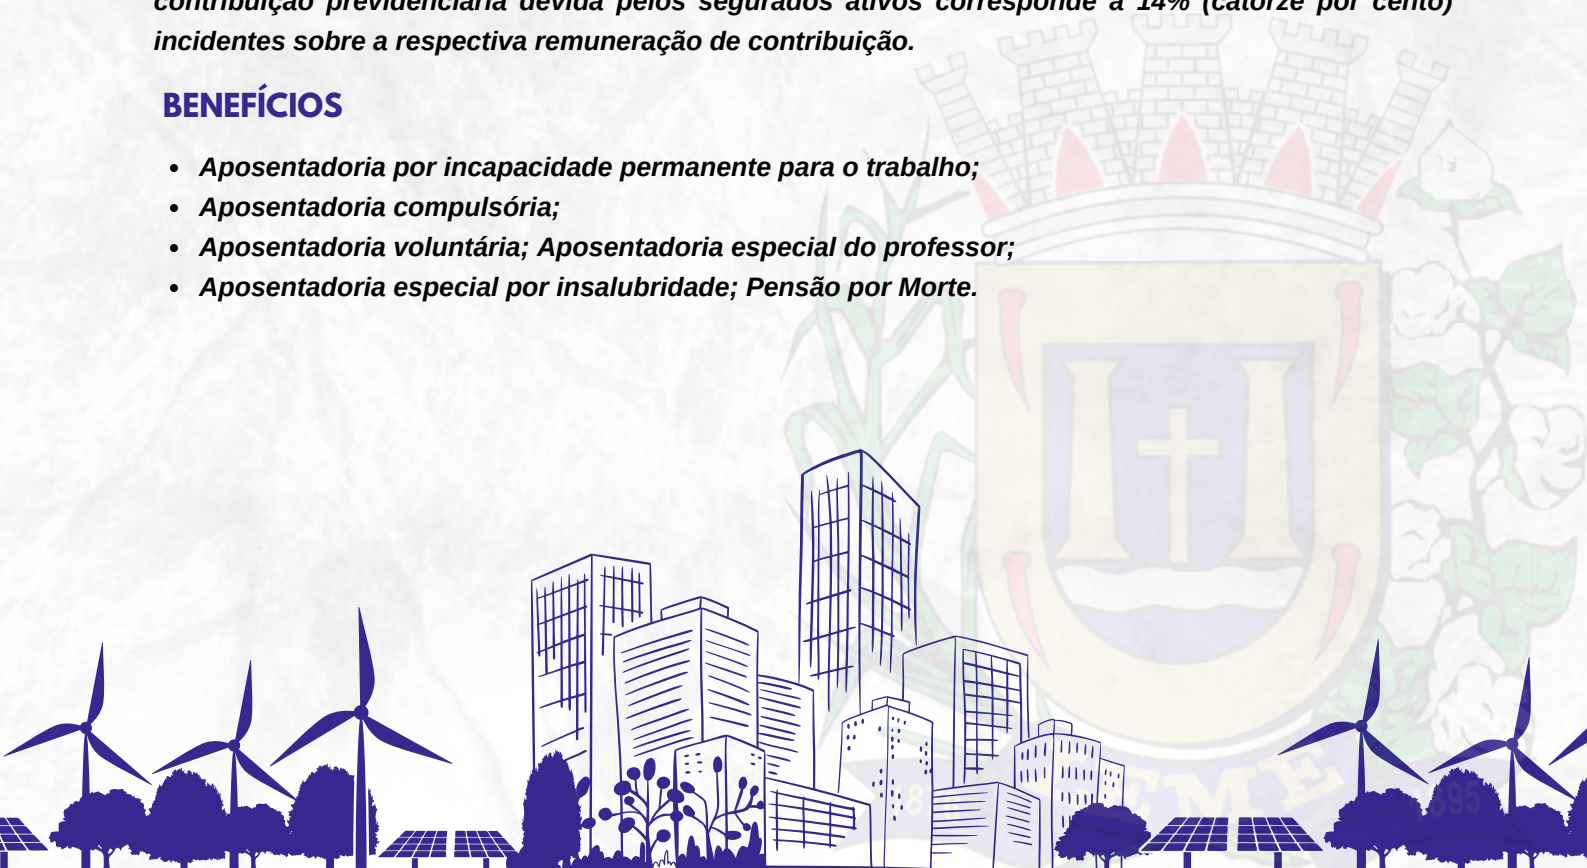 contribuição previdenciária devida pelos segurados ativos corresponde a 14% (catorze por cento)
incidentes sobre a respectiva remuneração de contribuição.
BENEFÍCIOS
• Aposentadoria por incapacidade permanente para o trabalho;
• Aposentadoria compulsória;
• Aposentadoria voluntária; Aposentadoria especial do professor;
• Aposentadoria especial por insalubridade; Pensão por Morte.
1895